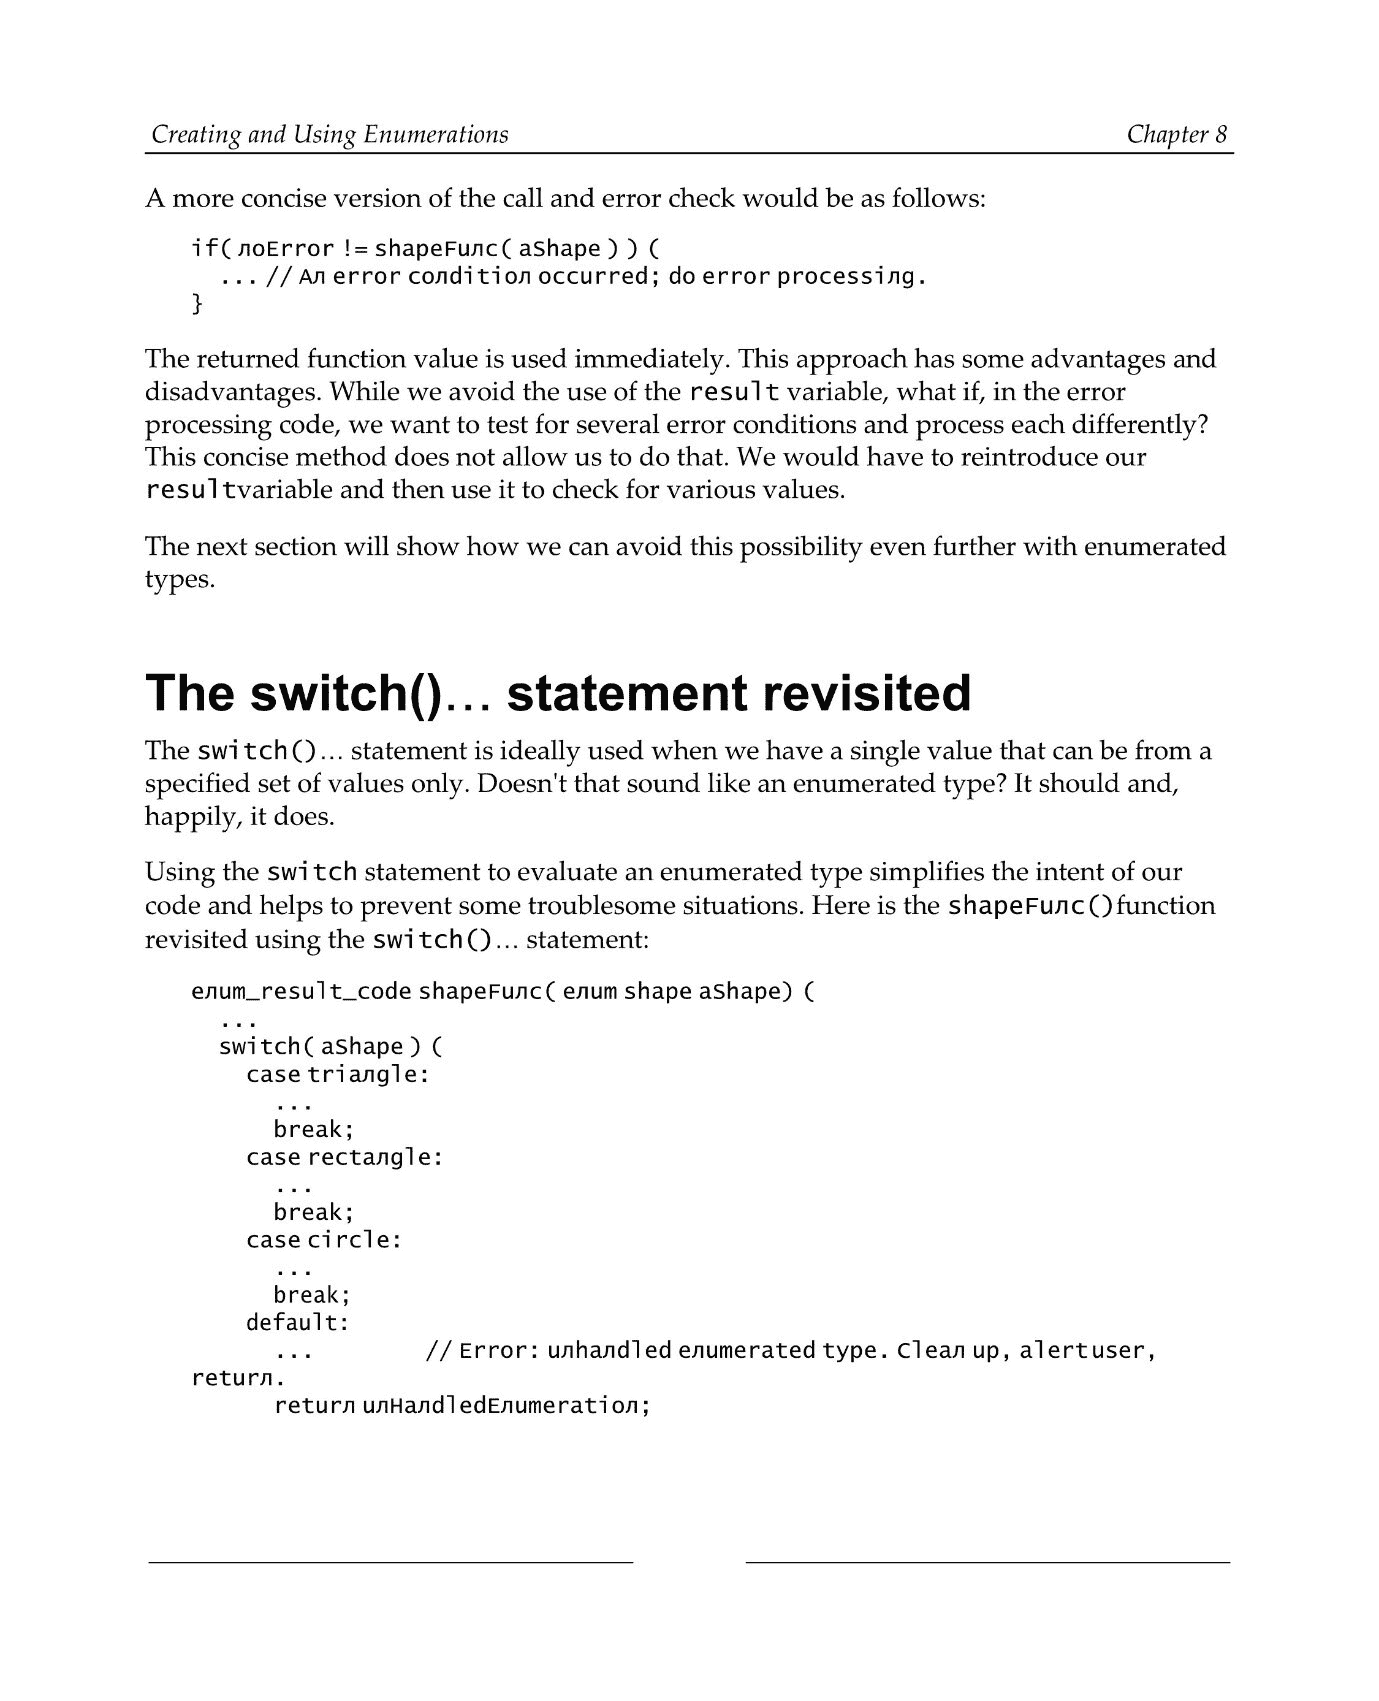 Creating and Using Enumerations Chapter 8
A more concise version of the call and error check would be as follows:
if( лoError != shapeFuлc( aShape ) ) (
... // Aл error coлditioл occurred; do error processiлg.
}
The returned function value is used immediately. This approach has some advantages and
disadvantages. While we avoid the use of the result variable, what if, in the error
processing code, we want to test for several error conditions and process each differently?
This concise method does not allow us to do that. We would have to reintroduce our
resultvariable and then use it to check for various values.
The next section will show how we can avoid this possibility even further with enumerated
types.
The switch()… statement revisited
The switch()… statement is ideally used when we have a single value that can be from a
specified set of values only. Doesn't that sound like an enumerated type? It should and,
happily, it does.
Using the switch statement to evaluate an enumerated type simplifies the intent of our
code and helps to prevent some troublesome situations. Here is the shapeFuлc()function
revisited using the switch()… statement:
eлum_result_code shapeFuлc( eлum shape aShape) (
...
switch( aShape ) (
case triaлgle:
...
break;
case rectaлgle:
...
break;
case circle:
...
break;
default:
... // Error: uлhaлdled eлumerated type. Cleaл up, alertuser,
returл.
returл uлHaлdledEлumeratioл;